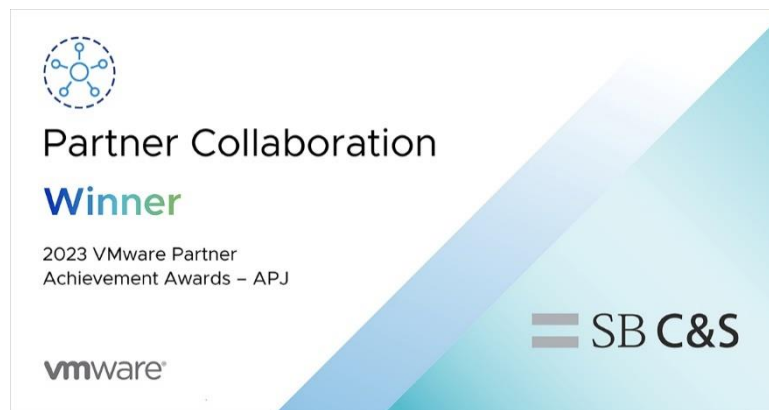 Partner Collaboration
Winner
2023 VMware Partner
Achievement Awards – APJ
SB C&S
vmware®